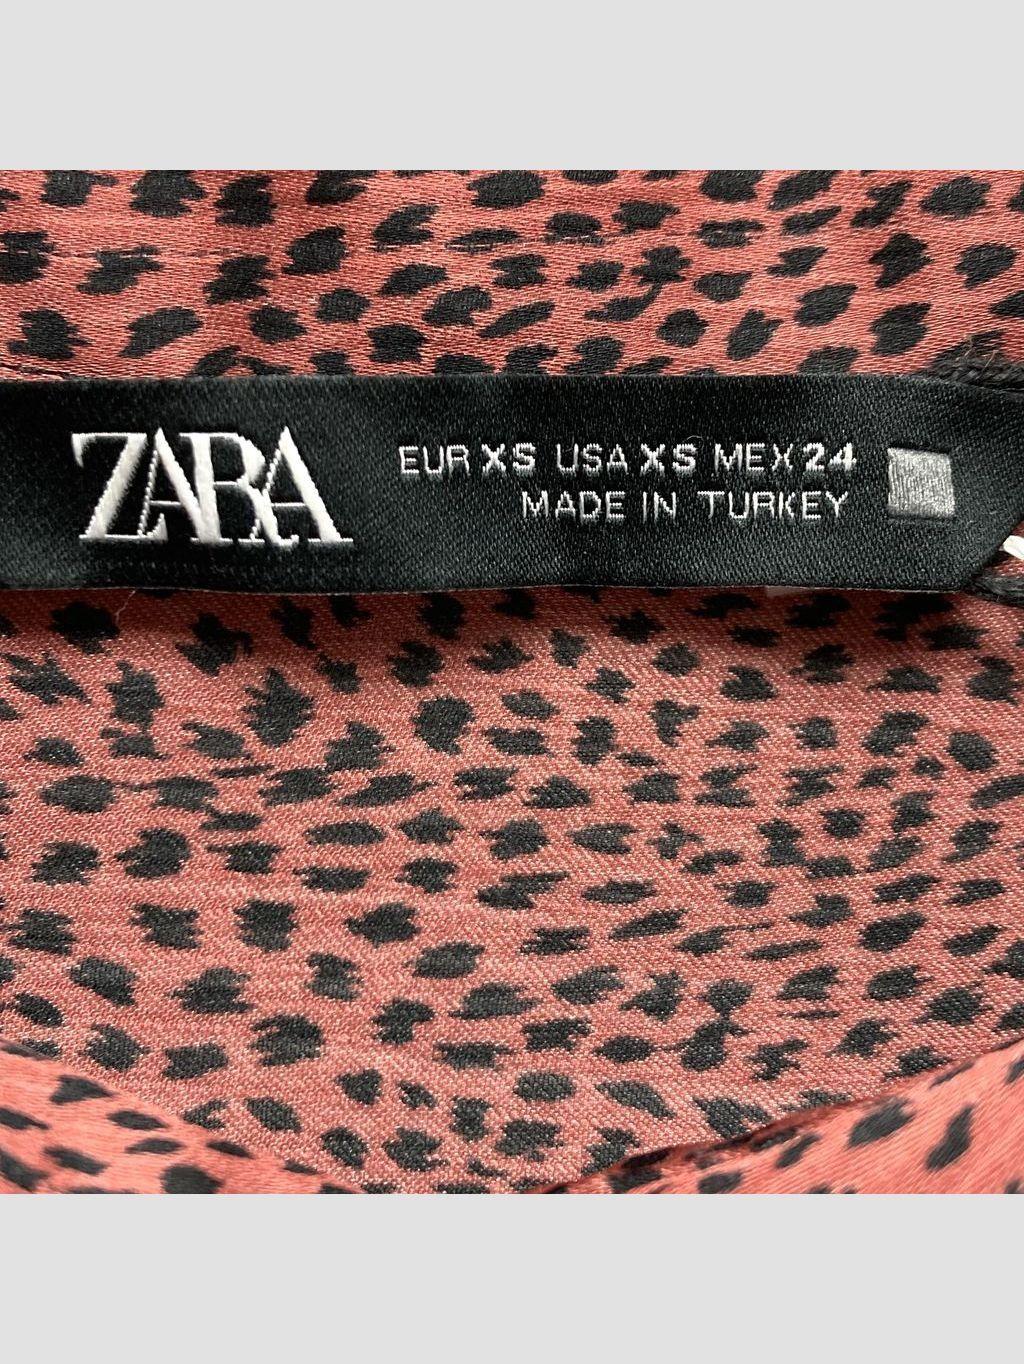 ZARA
EUR XS USA XS MEX 24
MADE IN TURKEY